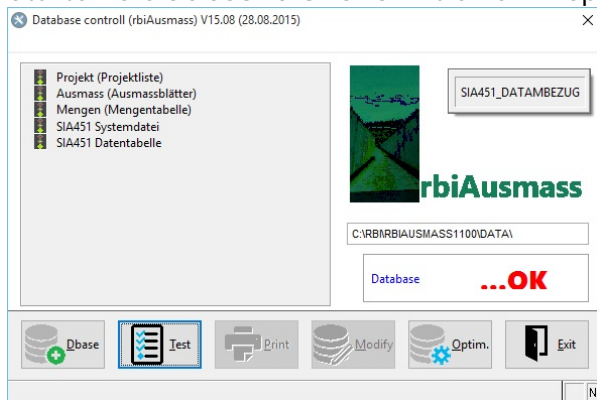 Database controll (rbiAusmass) V15.08 (28.08.2015)
Projekt (Projektliste)
Ausmass (Ausmassblätter)
Mengen (Mengentabelle)
SIA451 Systemdatei
SIA451 Datentabelle
SIA451_DATAMBEZUG
rbiAusmass
C:\RBI\RBIAUSMASS1100\DATA\
Database ...OK
Dbase Test Print Modify Optim. Exit
N